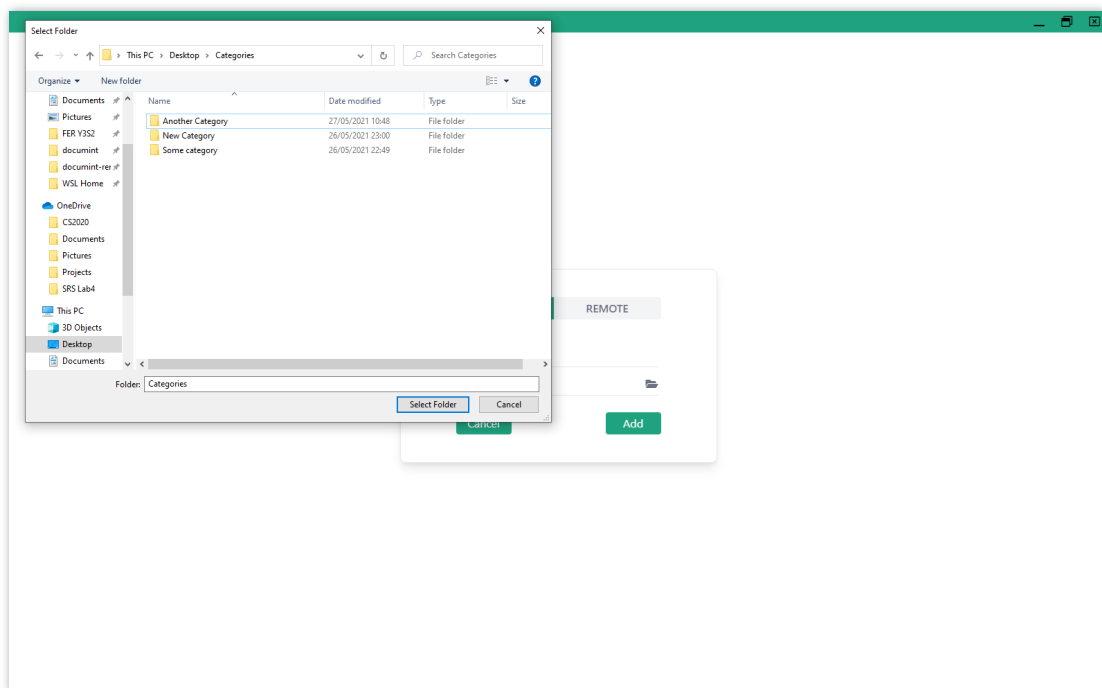 Select Folder
This PC > Desktop > Categories
Search Categories
Organize
New folder
Name
Date modified
Type
Size
Another Category
27/05/2021 10:48
File folder
New Category
26/05/2021 23:00
File folder
Some category
26/05/2021 22:49
File folder
Documents
Pictures
FER Y3S2
documint
WSL Home
OneDrive
CS2020
Documents
Pictures
Projects
SRS Lab4
This PC
3D Objects
Desktop
Documents
Folder:
Categories
Select Folder
Cancel
REMOTE
Cancel
Add